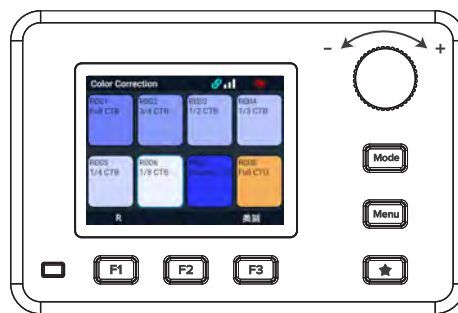 - +
Color Correction
R001 R002 R003 R004
Full CTB 3/4 CTB 1/2 CTB 1/3 CTB
R005 R006 R008
1/4 CTB 1/8 CTB Full CTO
R
Mode
Menu
F1 F2 F3